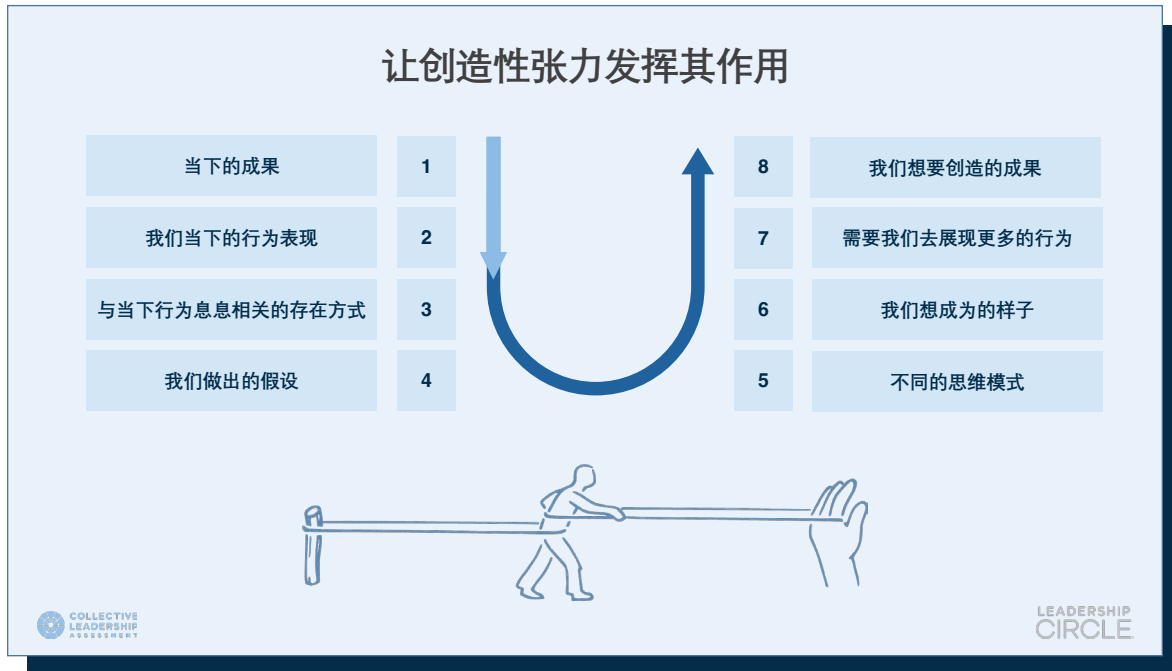 让创造性张力发挥其作用
当下的成果
1
我们当下的行为表现
2
与当下行为息息相关的存在方式
3
我们做出的假设
4
8
我们想要创造的成果
7
需要我们去展现更多的行为
6
我们想成为的样子
5
不同的思维模式
COLLECTIVE
LEADERSHIP
ASSESSMENT
LEADERSHIP
CIRCLE